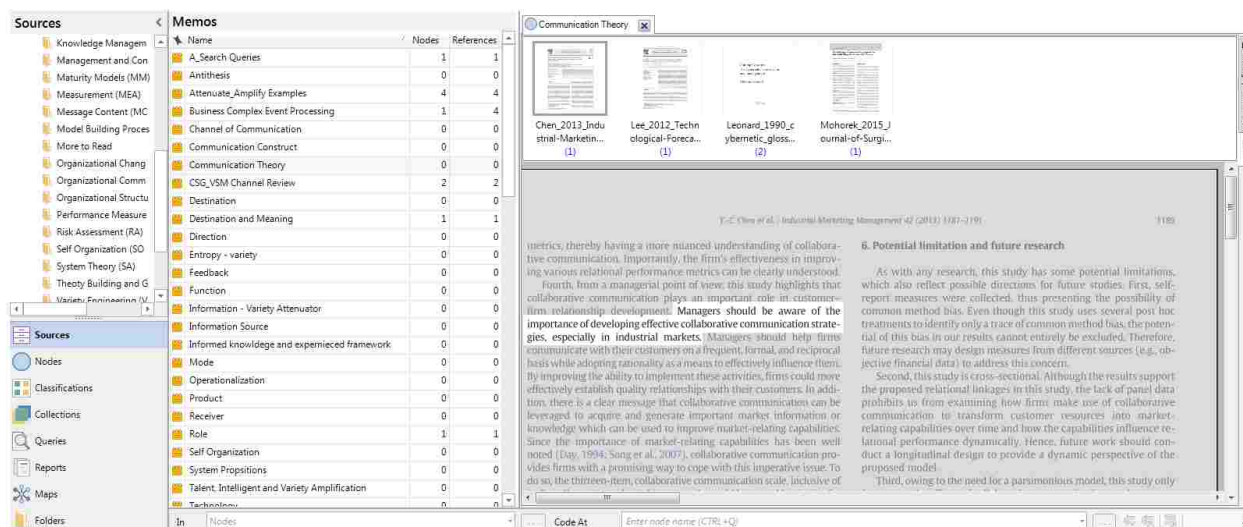 Sources
Knowledge Managem
Management and Con
Maturity Models (MM)
Measurement (MEA)
Message Content (MC
Model Building Proces
More to Read
Organizational Chang
Organizational Comm
Organizational Structu
Performance Measure
Risk Assessment (RA)
Self Organization (SO
System Theory (SA)
Theoty Building and G
Variety Engineering (V
Sources
Nodes
Classifications
Collections
Queries
Reports
Maps
Folders
Memos
Name Nodes References
A_Search Queries 1 1
Antithesis 0 0
Attenuate_Amplify Examples 4 4
Business Complex Event Processing 1 4
Channel of Communication 0 0
Communication Construct 0 0
Communication Theory 0 0
CSG_VSM Channel Review 2 2
Destination 0 0
Destination and Meaning 1 1
Direction 0 0
Entropy - variety 0 0
Feedback 0 0
Function 0 0
Information - Variety Attenuator 0 0
Information Source 0 0
Informed knowldege and expernieced framework 0 0
Mode 0 0
Operationalization 0 0
Product 0 0
Receiver 0 0
Role 1 1
Self Organization 0 0
System Propsitions 0 0
Talent, Intelligent and Variety Amplification 0 0
Technology 0 0
In Nodes
Communication Theory
Chen_2013_Indu
strial-Marketin...
(1)
Lee_2012_Techn
ological-Foreca...
(1)
Leonard_1990_c
ybernetic_gloss...
(2)
Mohorek_2015_J
ournal-of-Surgi...
(1)
Y.-C. Chen et al. / Industrial Marketing Management 42 (2013) 1181–1191 1189
metrics, thereby having a more nuanced understanding of collabora-
tive communication. Importantly, the firm's effectiveness in improv-
ing various relational performance metrics can be clearly understood.
Fourth, from a managerial point of view, this study highlights that
collaborative communication plays an important role in customer–
firm relationship development. Managers should be aware of the
importance of developing effective collaborative communication strate-
gies, especially in industrial markets. Managers should help firms
communicate with their customers on a frequent, formal, and reciprocal
basis while adopting rationality as a means to effectively influence them.
By improving the ability to implement these activities, firms could more
effectively establish quality relationships with their customers. In addi-
tion, there is a clear message that collaborative communication can be
leveraged to acquire and generate important market information or
knowledge which can be used to improve market-relating capabilities.
Since the importance of market-relating capabilities has been well
noted (Day, 1994; Song et al., 2007), collaborative communication pro-
vides firms with a promising way to cope with this imperative issue. To
do so, the thirteen-item, collaborative communication scale, inclusive of
6. Potential limitation and future research
As with any research, this study has some potential limitations,
which also reflect possible directions for future studies. First, self-
report measures were collected, thus presenting the possibility of
common method bias. Even though this study uses several post hoc
treatments to identify only a trace of common method bias, the poten-
tial of this bias in our results cannot entirely be excluded. Therefore,
future research may design measures from different sources (e.g., ob-
jective financial data) to address this concern.
Second, this study is cross-sectional. Although the results support
the proposed relational linkages in this study, the lack of panel data
prohibits us from examining how firms make use of collaborative
communication to transform customer resources into market-
relating capabilities over time and how the capabilities influence re-
lational performance dynamically. Hence, future work should con-
duct a longitudinal design to provide a dynamic perspective of the
proposed model.
Third, owing to the need for a parsimonious model, this study only
Code At Enter node name (CTRL+Q)